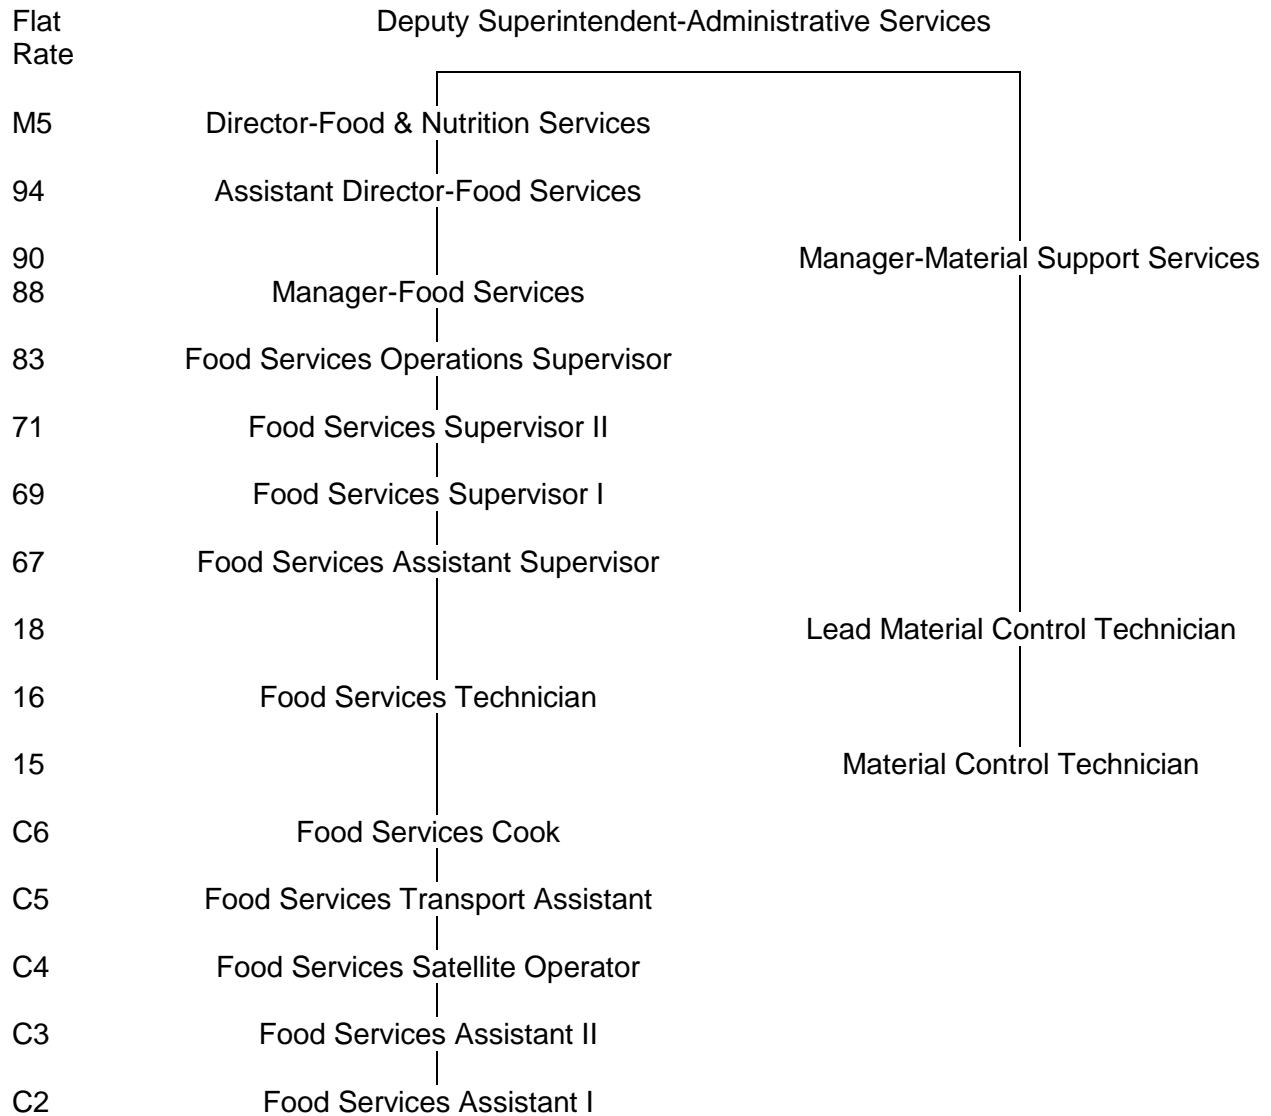 Flat Deputy Superintendent-Administrative Services
Rate
M5 Director-Food & Nutrition Services
94 Assistant Director-Food Services
90 Manager-Material Support Services
88 Manager-Food Services
83 Food Services Operations Supervisor
71 Food Services Supervisor II
69 Food Services Supervisor I
67 Food Services Assistant Supervisor
18 Lead Material Control Technician
16 Food Services Technician
15 Material Control Technician
C6 Food Services Cook
C5 Food Services Transport Assistant
C4 Food Services Satellite Operator
C3 Food Services Assistant II
C2 Food Services Assistant I